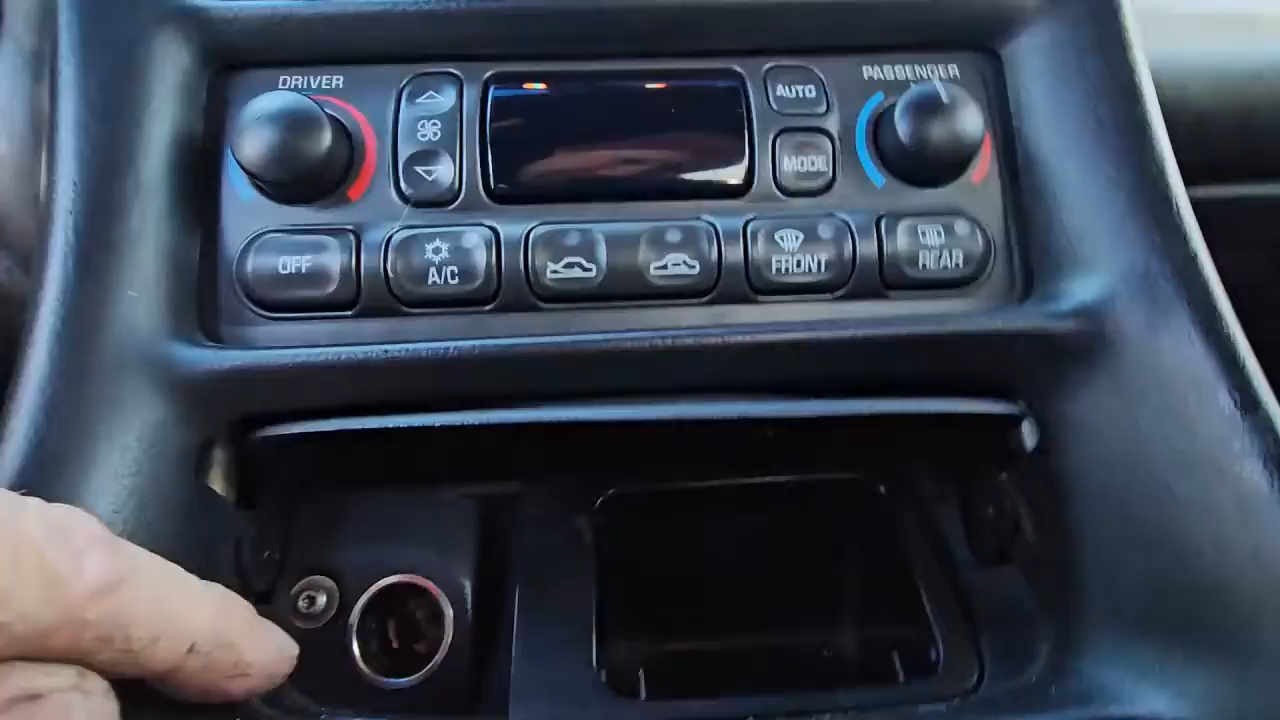 DRIVER
AUTO
PASSENGER
MODE
OFF
A/C
FRONT
REAR